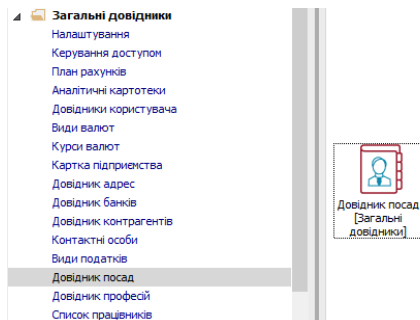 Загальні довідники
Налаштування
Керування доступом
План рахунків
Аналітичні картотеки
Довідники користувача
Види валют
Курси валют
Картка підприємства
Довідник адрес
Довідник банків
Довідник контрагентів
Контактні особи
Види податків
Довідник посад
Довідник професій
Список працівників
Довідник посад
[Загальні
довідники]